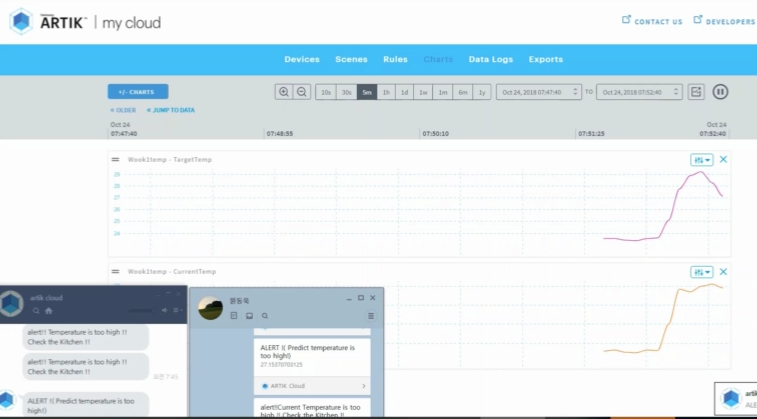 ARTIK™ | my cloud
CONTACT US
DEVELOPERS
Devices Scenes Rules Charts Data Logs Exports
+/- CHARTS
10s 30s 5m 1h 1d 1w 1m 6m 1y
Oct 24, 2018 07:47:40 TO Oct 24, 2018 07:52:40
« OLDER
« JUMP TO DATA
Oct 24
07:47:40
07:48:55
07:50:10
07:51:25
Oct 24
07:52:40
Wook1temp - TargetTemp
29
28
27
26
25
24
Wook1temp - CurrentTemp
artik cloud
alert!! Temperature is too high !!
Check the Kitchen !!
alert!! Temperature is too high !!
Check the Kitchen !!
오전 7:49
ALERT !( Predict temperature is too
high!)
원동욱
ALERT !( Predict temperature is
too high!)
27.15370703125
ARTIK Cloud
alert!!Current Temperature is too
high !! Check the Kitchen !!
arti
ALE